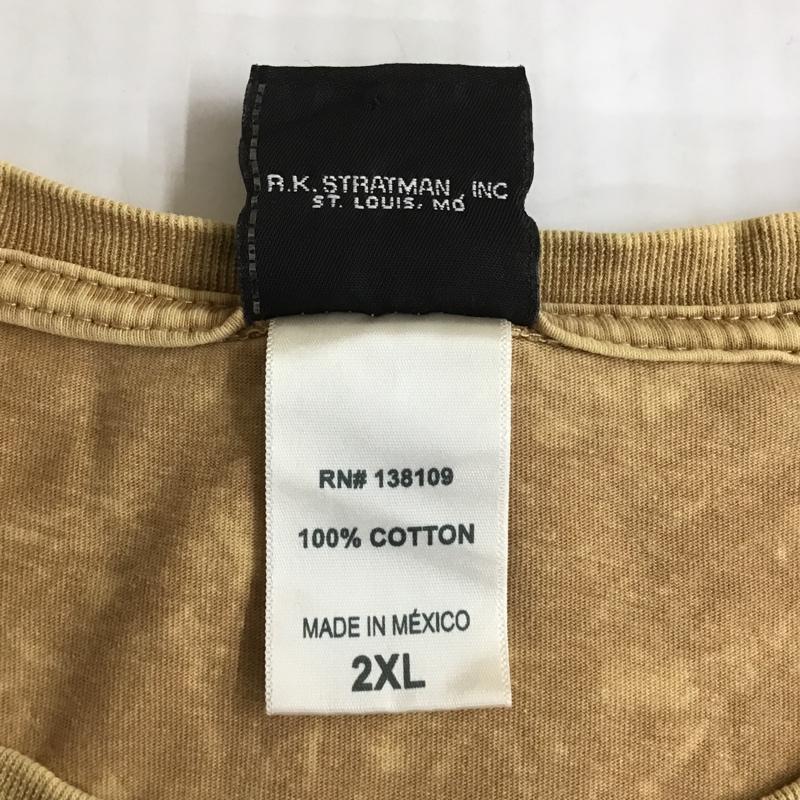 R.K. STRATMAN, INC
ST. LOUIS, MO
RN# 138109
100% COTTON
MADE IN MÉXICO
2XL